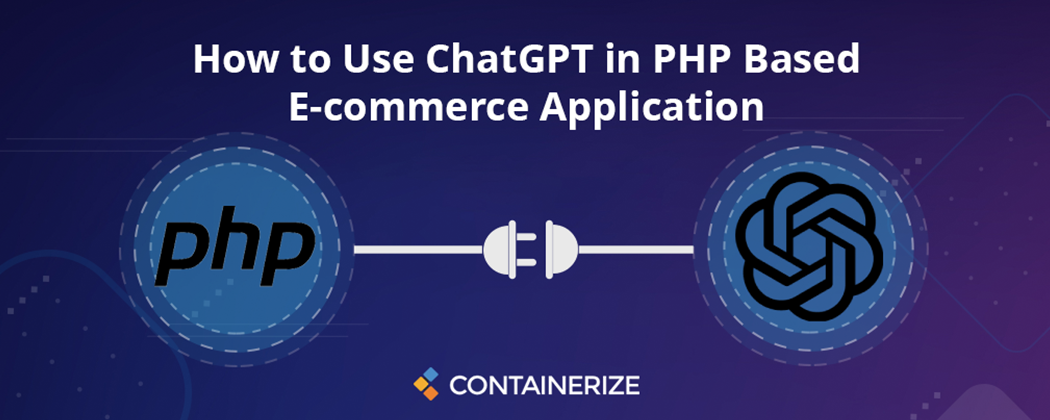 How to Use ChatGPT in PHP Based
E-commerce Application
php
CONTAINERIZE